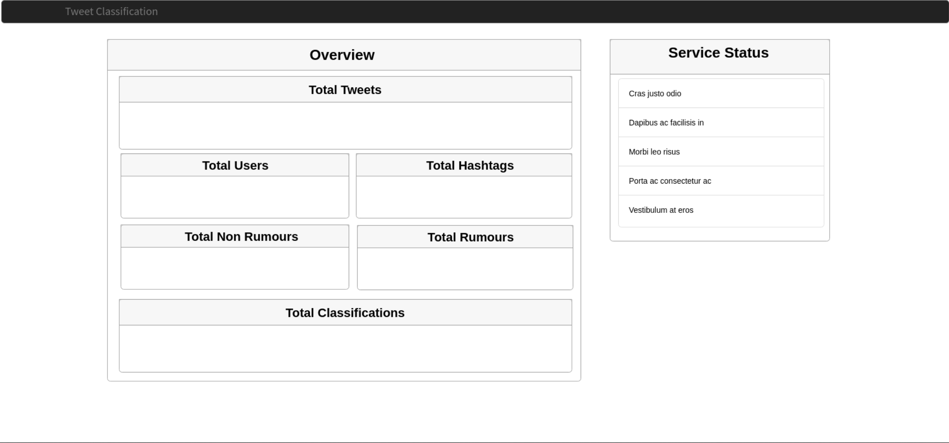 Tweet Classification
Overview
Total Tweets
Total Users
Total Hashtags
Total Non Rumours
Total Rumours
Total Classifications
Service Status
Cras justo odio
Dapibus ac facilisis in
Morbi leo risus
Porta ac consectetur ac
Vestibulum at eros